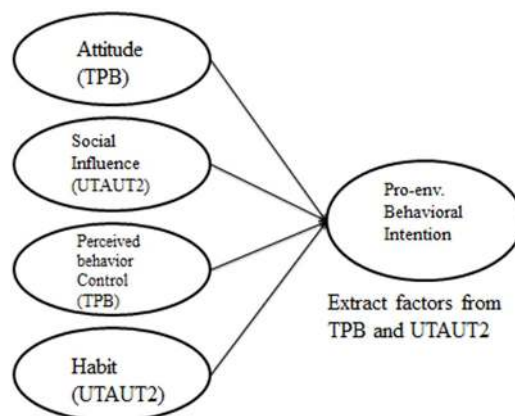 Attitude
(TPB)
Social
Influence
(UTAUT2)
Perceived
behavior
Control
(TPB)
Habit
(UTAUT2)
Pro-env.
Behavioral
Intention
Extract factors from
TPB and UTAUT2